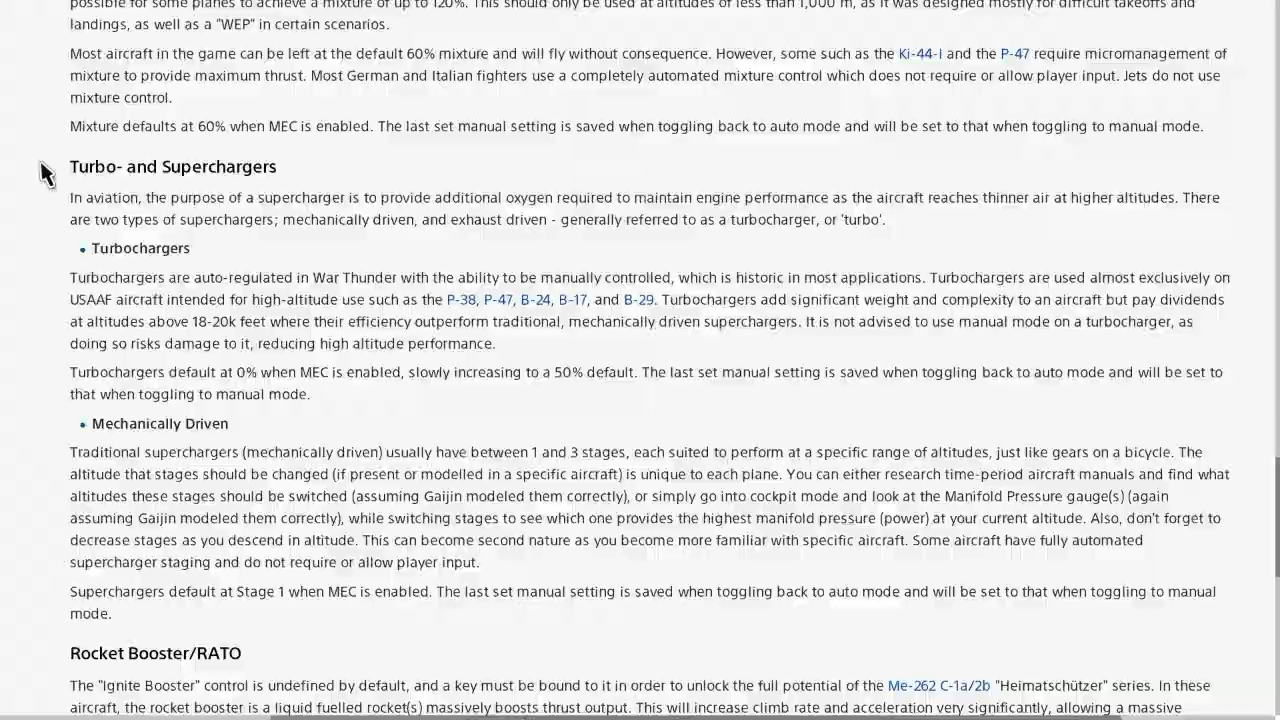 possible for some planes to achieve a mixture of up to 120%. This should only be used at altitudes of less than 1,000 m, as it was designed mostly for difficult takeoffs and
landings, as well as a "WEP" in certain scenarios.
Most aircraft in the game can be left at the default 60% mixture and will fly without consequence. However, some such as the Ki-44-I and the P-47 require micromanagement of
mixture to provide maximum thrust. Most German and Italian fighters use a completely automated mixture control which does not require or allow player input. Jets do not use
mixture control.
Mixture defaults at 60% when MEC is enabled. The last set manual setting is saved when toggling back to auto mode and will be set to that when toggling to manual mode.
Turbo- and Superchargers
In aviation, the purpose of a supercharger is to provide additional oxygen required to maintain engine performance as the aircraft reaches thinner air at higher altitudes. There
are two types of superchargers; mechanically driven, and exhaust driven - generally referred to as a turbocharger, or 'turbo'.
• Turbochargers
Turbochargers are auto-regulated in War Thunder with the ability to be manually controlled, which is historic in most applications. Turbochargers are used almost exclusively on
USAAF aircraft intended for high-altitude use such as the P-38, P-47, B-24, B-17, and B-29. Turbochargers add significant weight and complexity to an aircraft but pay dividends
at altitudes above 18-20k feet where their efficiency outperform traditional, mechanically driven superchargers. It is not advised to use manual mode on a turbocharger, as
doing so risks damage to it, reducing high altitude performance.
Turbochargers default at 0% when MEC is enabled, slowly increasing to a 50% default. The last set manual setting is saved when toggling back to auto mode and will be set to
that when toggling to manual mode.
• Mechanically Driven
Traditional superchargers (mechanically driven) usually have between 1 and 3 stages, each suited to perform at a specific range of altitudes, just like gears on a bicycle. The
altitude that stages should be changed (if present or modelled in a specific aircraft) is unique to each plane. You can either research time-period aircraft manuals and find what
altitudes these stages should be switched (assuming Gaijin modeled them correctly), or simply go into cockpit mode and look at the Manifold Pressure gauge(s) (again
assuming Gaijin modeled them correctly), while switching stages to see which one provides the highest manifold pressure (power) at your current altitude. Also, don't forget to
decrease stages as you descend in altitude. This can become second nature as you become more familiar with specific aircraft. Some aircraft have fully automated
supercharger staging and do not require or allow player input.
Superchargers default at Stage 1 when MEC is enabled. The last set manual setting is saved when toggling back to auto mode and will be set to that when toggling to manual
mode.
Rocket Booster/RATO
The "Ignite Booster" control is undefined by default, and a key must be bound to it in order to unlock the full potential of the Me-262 C-1a/2b "Heimatschützer" series. In these
aircraft, the rocket booster is a liquid fuelled rocket(s) massively boosts thrust output. This will increase climb rate and acceleration very significantly, allowing a massive